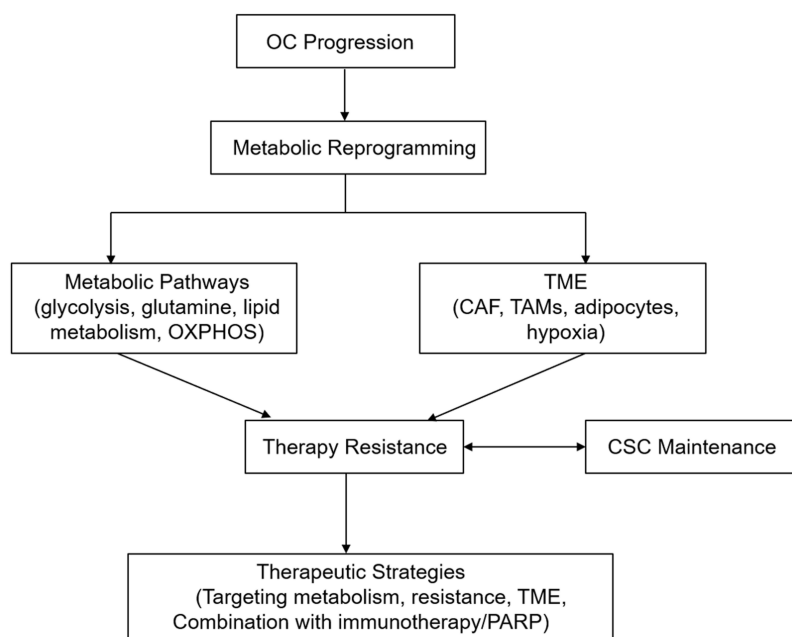 OC Progression
Metabolic Reprogramming
Metabolic Pathways
(glycolysis, glutamine, lipid
metabolism, OXPHOS)
TME
(CAF, TAMs, adipocytes,
hypoxia)
Therapy Resistance
CSC Maintenance
Therapeutic Strategies
(Targeting metabolism, resistance, TME,
Combination with immunotherapy/PARP)